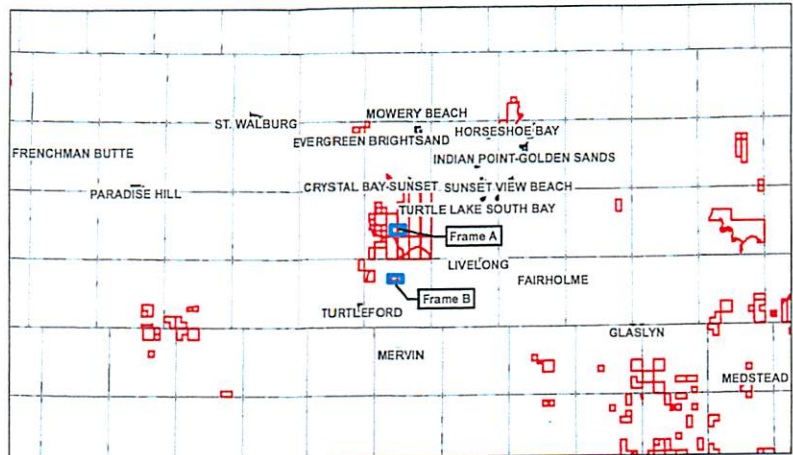 MOWERY BEACH
ST. WALBURG
HORSESHOE BAY
EVERGREEN BRIGHTSAND
FRENCHMAN BUTTE
INDIAN POINT-GOLDEN SANDS
CRYSTAL BAY-SUNSET
SUNSET VIEW BEACH
PARADISE HILL
TURTLE LAKE SOUTH BAY
Frame A
LIVELONG
FAIRHOLME
Frame B
TURTLEFORD
GLASLYN
MERVIN
MEDSTEAD